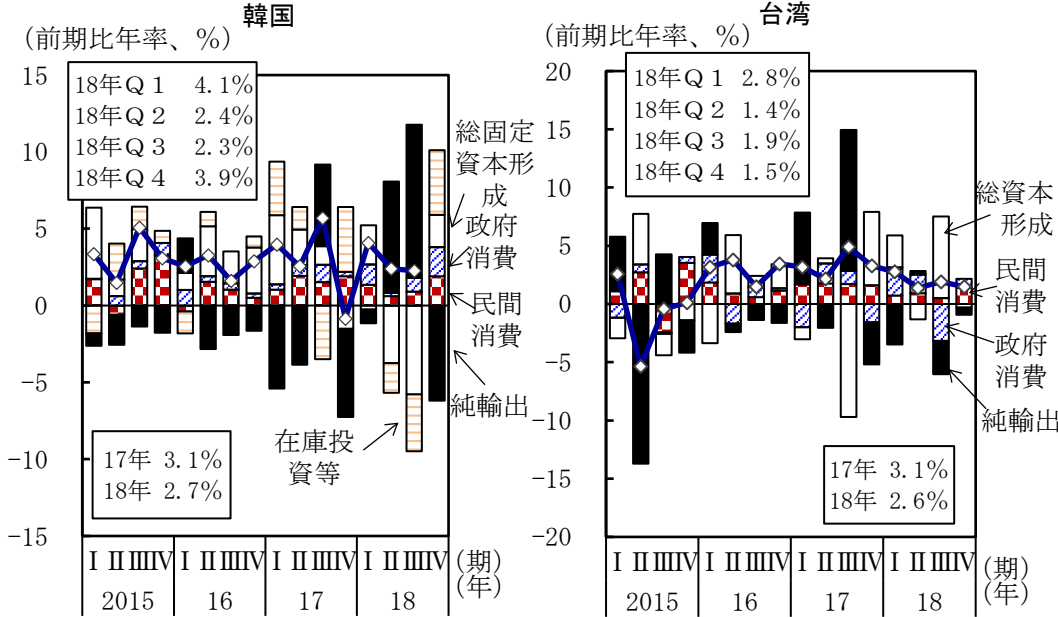 韓国
(前期比年率、%)
18年Q1 4.1%
18年Q2 2.4%
18年Q3 2.3%
18年Q4 3.9%
15
10
5
0
−5
−10
−15
総固定
資本形
成
政府
消費
民間
消費
純輸出
在庫投
資等
17年 3.1%
18年 2.7%
Ⅰ Ⅱ Ⅲ Ⅳ Ⅰ Ⅱ Ⅲ Ⅳ Ⅰ Ⅱ Ⅲ Ⅳ Ⅰ Ⅱ Ⅲ Ⅳ (期)
2015 16 17 18 (年)
台湾
(前期比年率、%)
18年Q1 2.8%
18年Q2 1.4%
18年Q3 1.9%
18年Q4 1.5%
20
15
10
5
0
−5
−10
−15
−20
総資本
形成
民間
消費
政府
消費
純輸出
17年 3.1%
18年 2.6%
Ⅰ Ⅱ Ⅲ Ⅳ Ⅰ Ⅱ Ⅲ Ⅳ Ⅰ Ⅱ Ⅲ Ⅳ Ⅰ Ⅱ Ⅲ Ⅳ (期)
2015 16 17 18 (年)